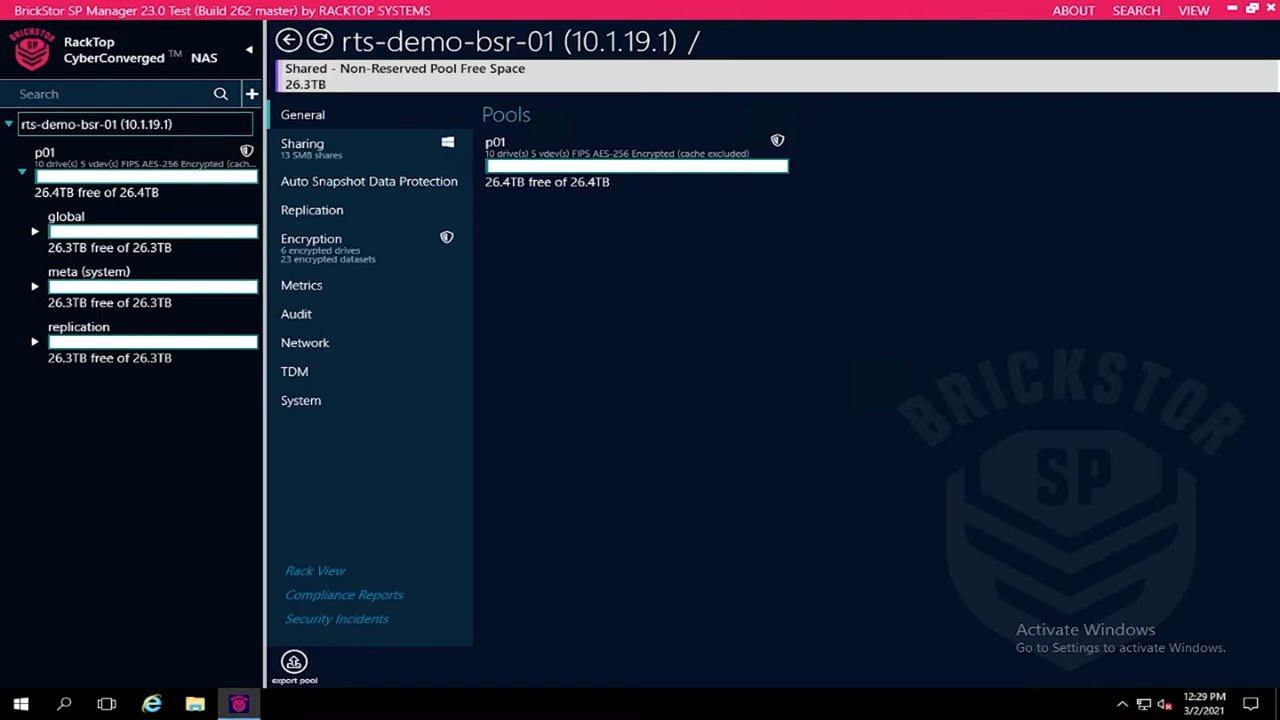 BrickStor SP Manager 23.0 Test (Build 262 master) by RACKTOP SYSTEMS
ABOUT SEARCH VIEW
BRICKSTOR
SP
RackTop
CyberConverged TM NAS
Search
rts-demo-bsr-01 (10.1.19.1)
p01
10 drive(s) 5 vdev(s) FIPS AES-256 Encrypted (cach...
26.4TB free of 26.4TB
global
26.3TB free of 26.3TB
meta (system)
26.3TB free of 26.3TB
replication
26.3TB free of 26.3TB
rts-demo-bsr-01 (10.1.19.1) /
Shared - Non-Reserved Pool Free Space
26.3TB
General
Sharing
13 SMB shares
Auto Snapshot Data Protection
Replication
Encryption
6 encrypted drives
23 encrypted datasets
Metrics
Audit
Network
TDM
System
Rack View
Compliance Reports
Security Incidents
export pool
Pools
p01
10 drive(s) 5 vdev(s) FIPS AES-256 Encrypted (cache excluded)
26.4TB free of 26.4TB
BRICKSTOR
SP
Activate Windows
Go to Settings to activate Windows.
12:29 PM
3/2/2021